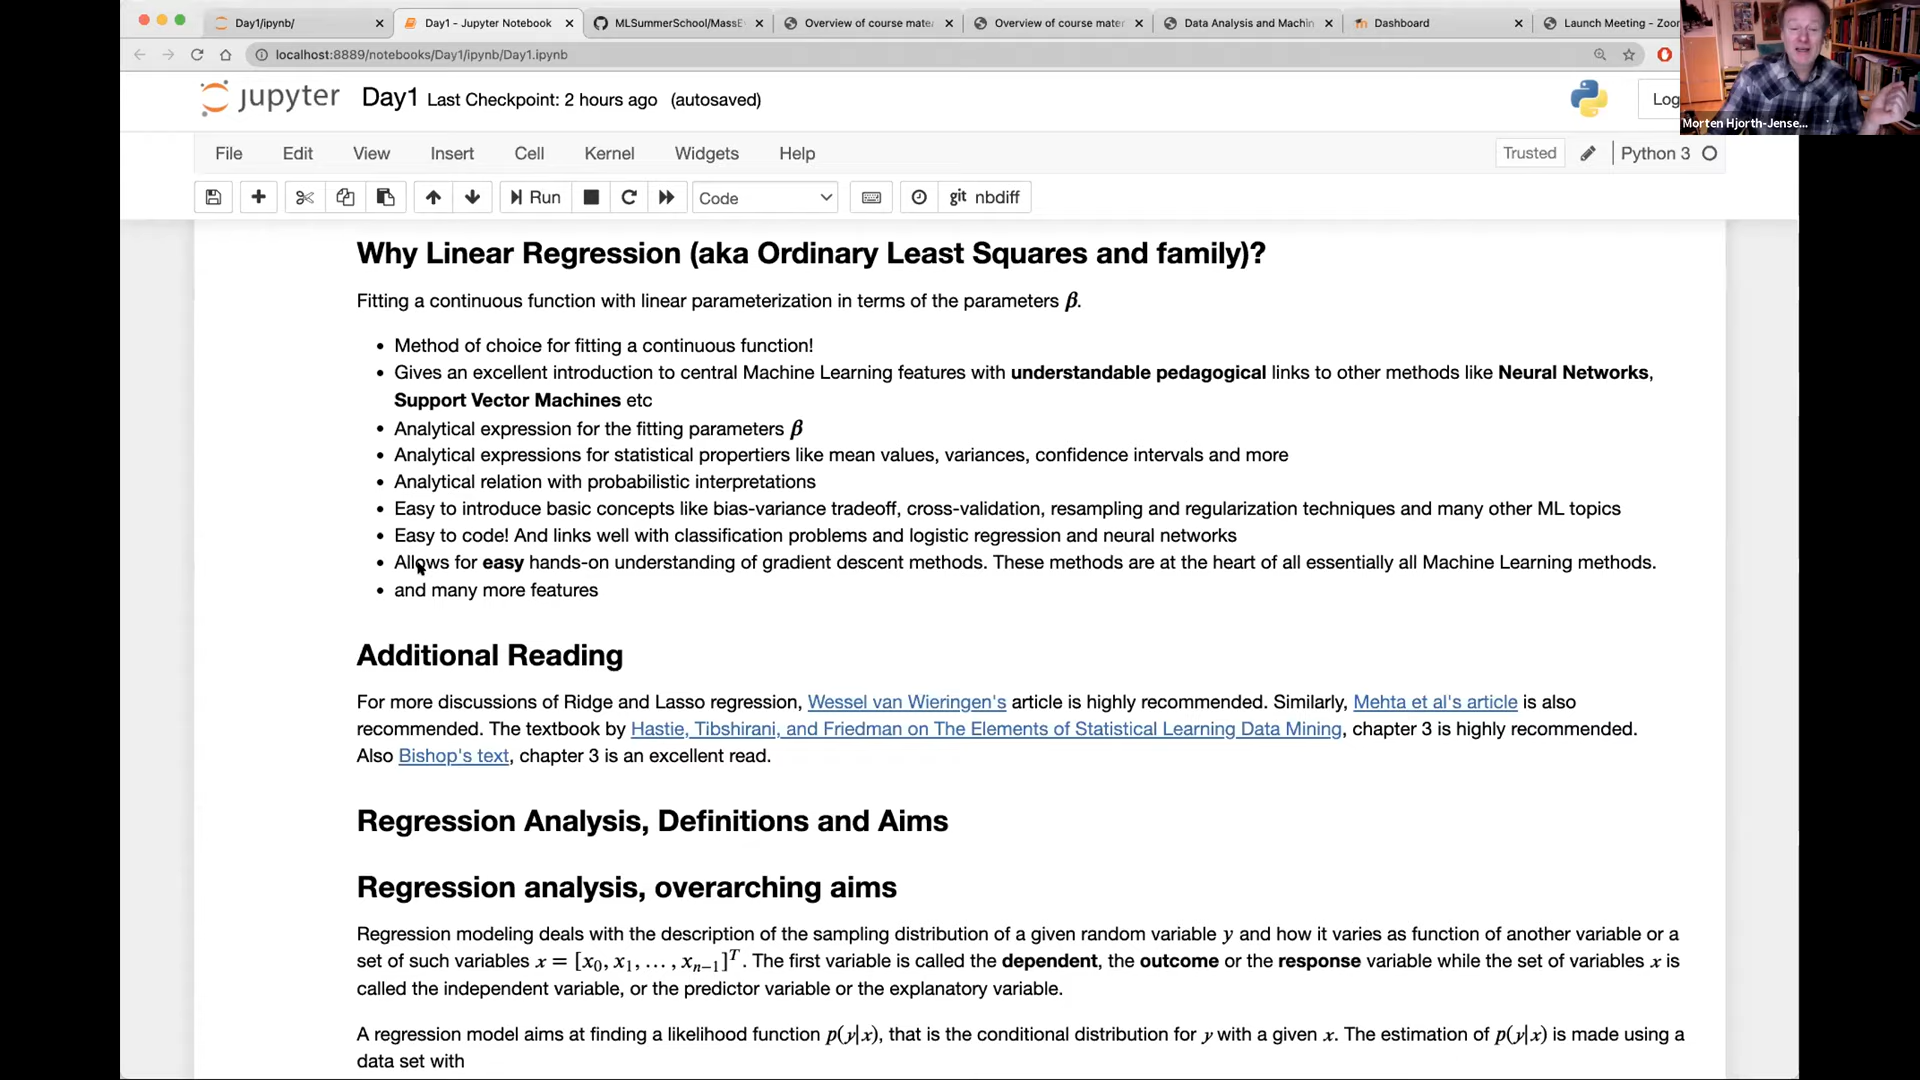 Day1/ipynb/
Day1 - Jupyter Notebook
MLSummerSchool/MassE
Overview of course mate
Overview of course mater
Data Analysis and Machin
Dashboard
Launch Meeting - Zoom
localhost:8889/notebooks/Day1/ipynb/Day1.ipynb
jupyter Day1 Last Checkpoint: 2 hours ago (autosaved)
Log
Morten Hjorth-Jense...
File Edit View Insert Cell Kernel Widgets Help
Trusted Python 3
Run Code git nbdiff
Why Linear Regression (aka Ordinary Least Squares and family)?
Fitting a continuous function with linear parameterization in terms of the parameters β.
• Method of choice for fitting a continuous function!
• Gives an excellent introduction to central Machine Learning features with understandable pedagogical links to other methods like Neural Networks,
Support Vector Machines etc
• Analytical expression for the fitting parameters β
• Analytical expressions for statistical propertiers like mean values, variances, confidence intervals and more
• Analytical relation with probabilistic interpretations
• Easy to introduce basic concepts like bias-variance tradeoff, cross-validation, resampling and regularization techniques and many other ML topics
• Easy to code! And links well with classification problems and logistic regression and neural networks
• Allows for easy hands-on understanding of gradient descent methods. These methods are at the heart of all essentially all Machine Learning methods.
• and many more features
Additional Reading
For more discussions of Ridge and Lasso regression, Wessel van Wieringen's article is highly recommended. Similarly, Mehta et al's article is also
recommended. The textbook by Hastie, Tibshirani, and Friedman on The Elements of Statistical Learning Data Mining, chapter 3 is highly recommended.
Also Bishop's text, chapter 3 is an excellent read.
Regression Analysis, Definitions and Aims
Regression analysis, overarching aims
Regression modeling deals with the description of the sampling distribution of a given random variable y and how it varies as function of another variable or a
set of such variables x = [x₀, x₁, …, xₙ₋₁]ᵀ. The first variable is called the dependent, the outcome or the response variable while the set of variables x is
called the independent variable, or the predictor variable or the explanatory variable.
A regression model aims at finding a likelihood function p(y|x), that is the conditional distribution for y with a given x. The estimation of p(y|x) is made using a
data set with